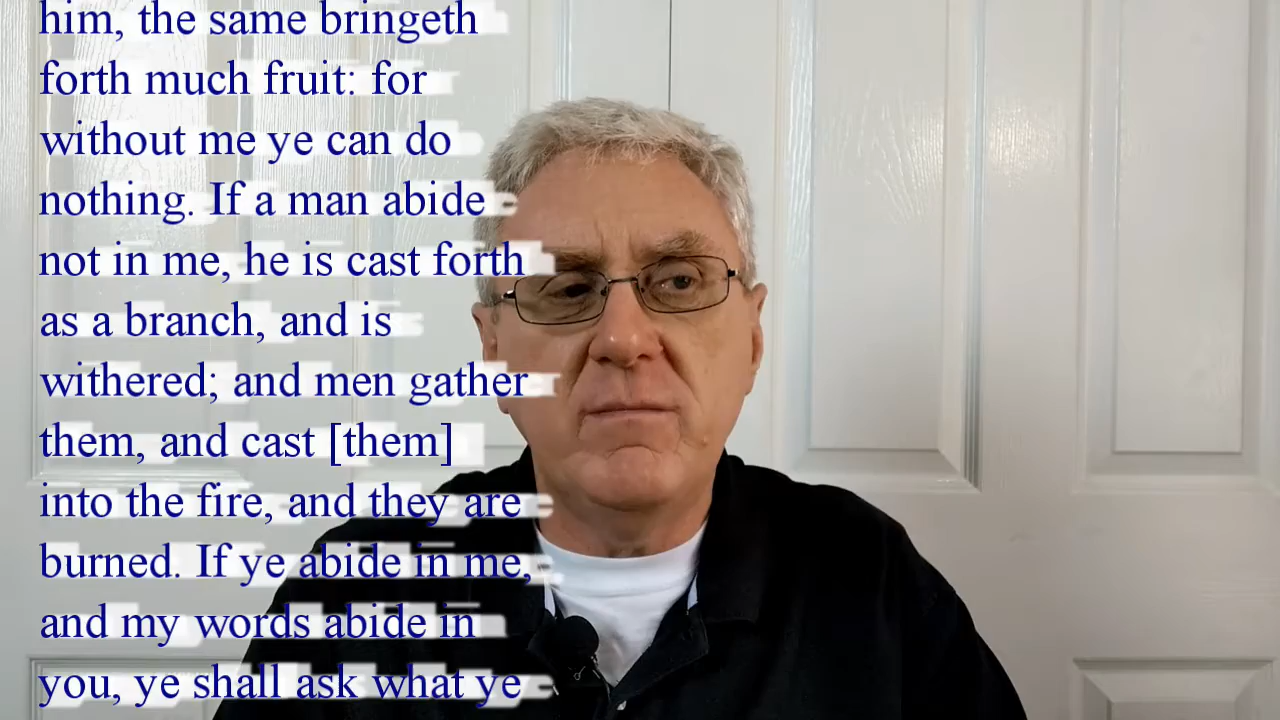 him, the same bringeth
forth much fruit: for
without me ye can do
nothing. If a man abide
not in me, he is cast forth
as a branch, and is
withered; and men gather
them, and cast [them]
into the fire, and they are
burned. If ye abide in me,
and my words abide in
you, ye shall ask what ye